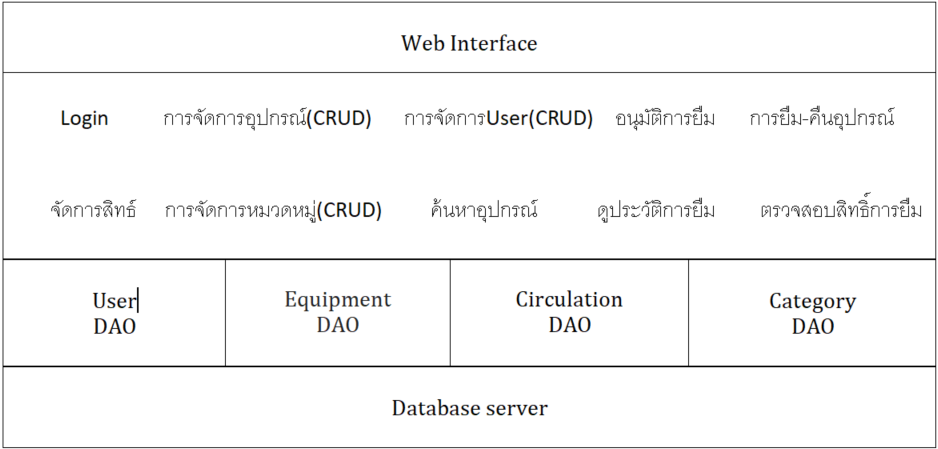 Web Interface
Login การจัดการอุปกรณ์(CRUD) การจัดการUser(CRUD) อนุมัติการยืม การยืม-คืนอุปกรณ์
จัดการสิทธ์ การจัดการหมวดหมู่(CRUD) ค้นหาอุปกรณ์ ดูประวัติการยืม ตรวจสอบสิทธิ์การยืม
User Equipment Circulation Category
DAO DAO DAO DAO
Database server